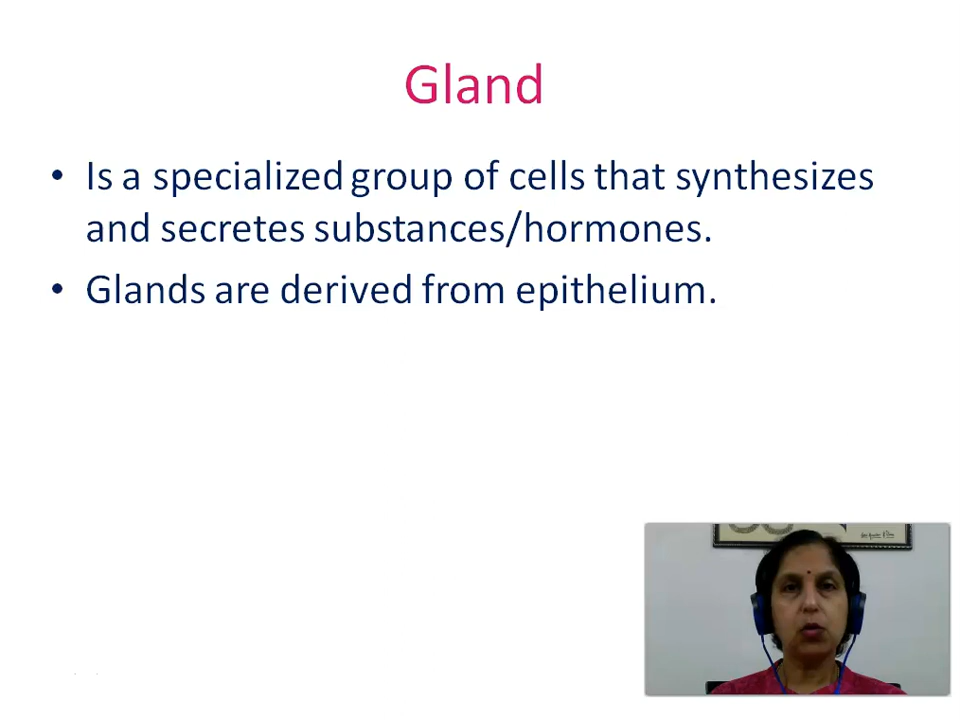 Gland
• Is a specialized group of cells that synthesizes
and secretes substances/hormones.
• Glands are derived from epithelium.